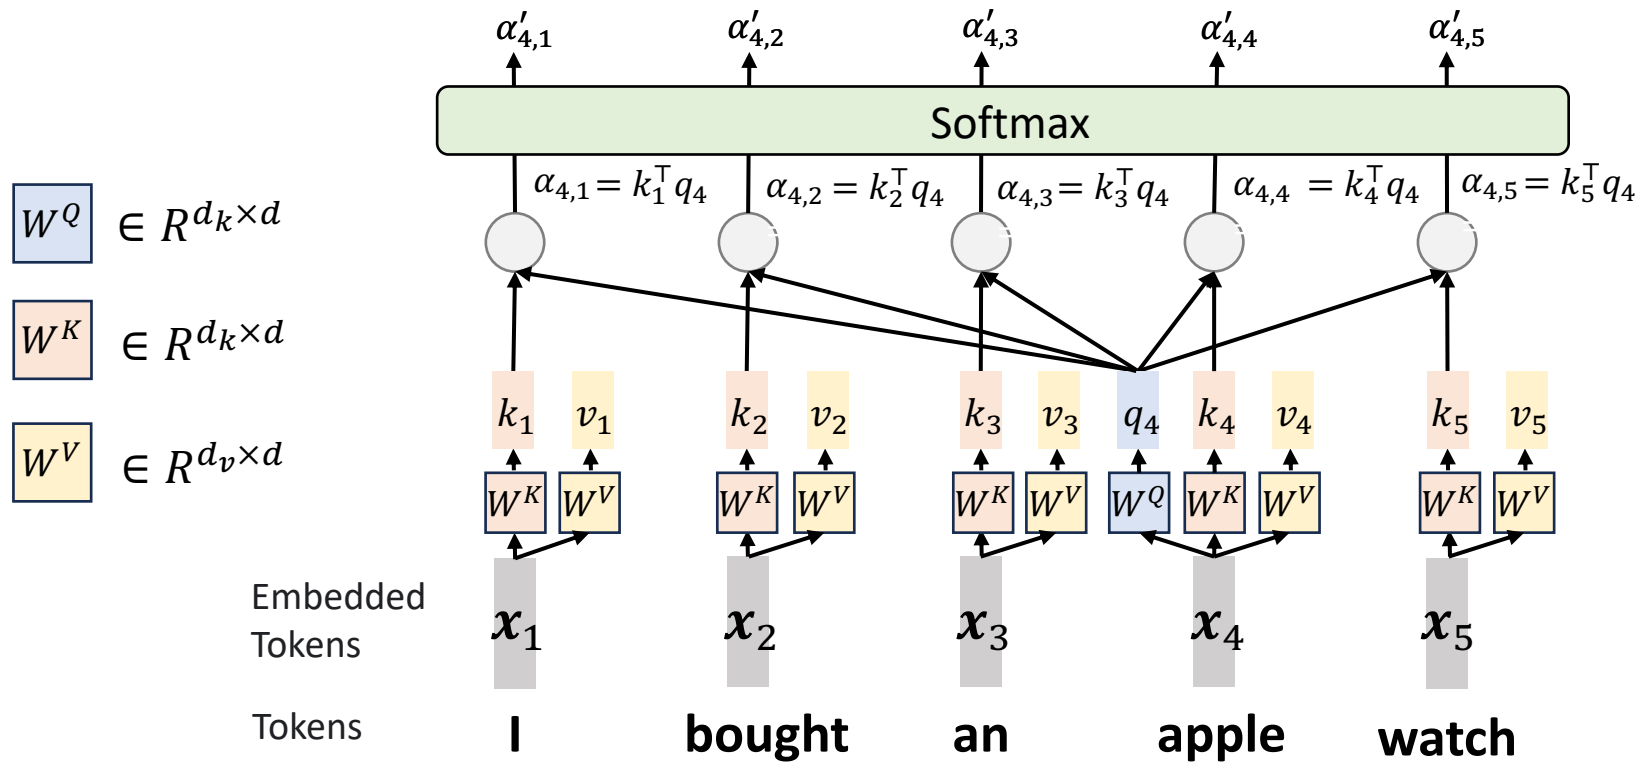 α′4,1 α′4,2 α′4,3 α′4,4 α′4,5
Softmax
α4,1 = k1⊤q4 α4,2 = k2⊤q4 α4,3 = k3⊤q4 α4,4 = k4⊤q4 α4,5 = k5⊤q4
W^Q ∈ R^{dk×d}
W^K ∈ R^{dk×d}
W^V ∈ R^{dv×d}
k1 v1 k2 v2 k3 v3 q4 k4 v4 k5 v5
W^K W^V W^K W^V W^K W^V W^Q W^K W^V W^K W^V
Embedded
Tokens
x1 x2 x3 x4 x5
Tokens I bought an apple watch